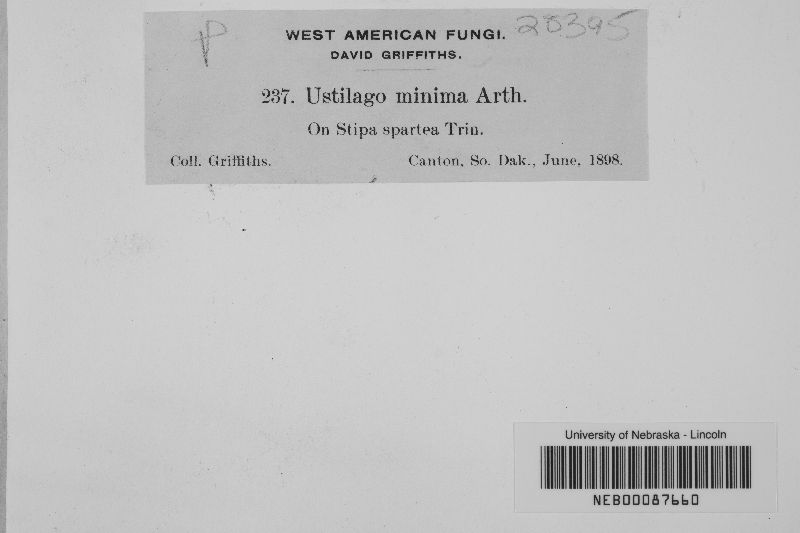 P
WEST AMERICAN FUNGI. 28395
DAVID GRIFFITHS.
237. Ustilago minima Arth.
On Stipa spartea Trin.
Coll. Griffiths. Canton, So. Dak., June, 1898.
University of Nebraska - Lincoln
NEB00087660